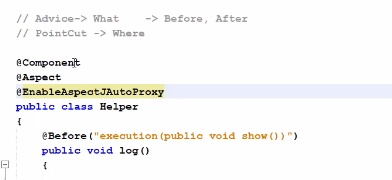 // Advice-> What    -> Before, After
// PointCut -> Where
@Component
@Aspect
@EnableAspectJAutoProxy
public class Helper
{
@Before("execution(public void show())")
public void log()
{